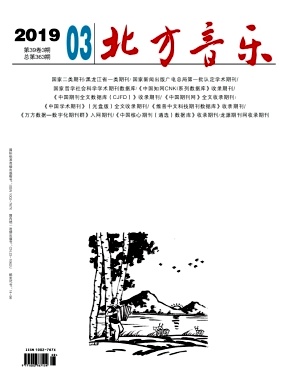 2019
第39卷3期
总第363期
03
北方音乐
国家二类期刊/黑龙江省一类期刊/国家新闻出版广电总局第一批认定学术期刊/
国家哲学社会科学学术期刊数据库/《中国知网CNKI系列数据库》收录期刊/
《中国期刊全文数据库（CJFD）》收录期刊/《中国期刊网》全文收录期刊/
《中国学术期刊》（光盘版）全文收录期刊/《维普中文科技期刊数据库》收录期刊/
《万方数据—数字化期刊群》入网期刊/《中国核心期刊（遴选）数据库》收录期刊/龙源期刊网收录期刊
ISSN 1002-767X